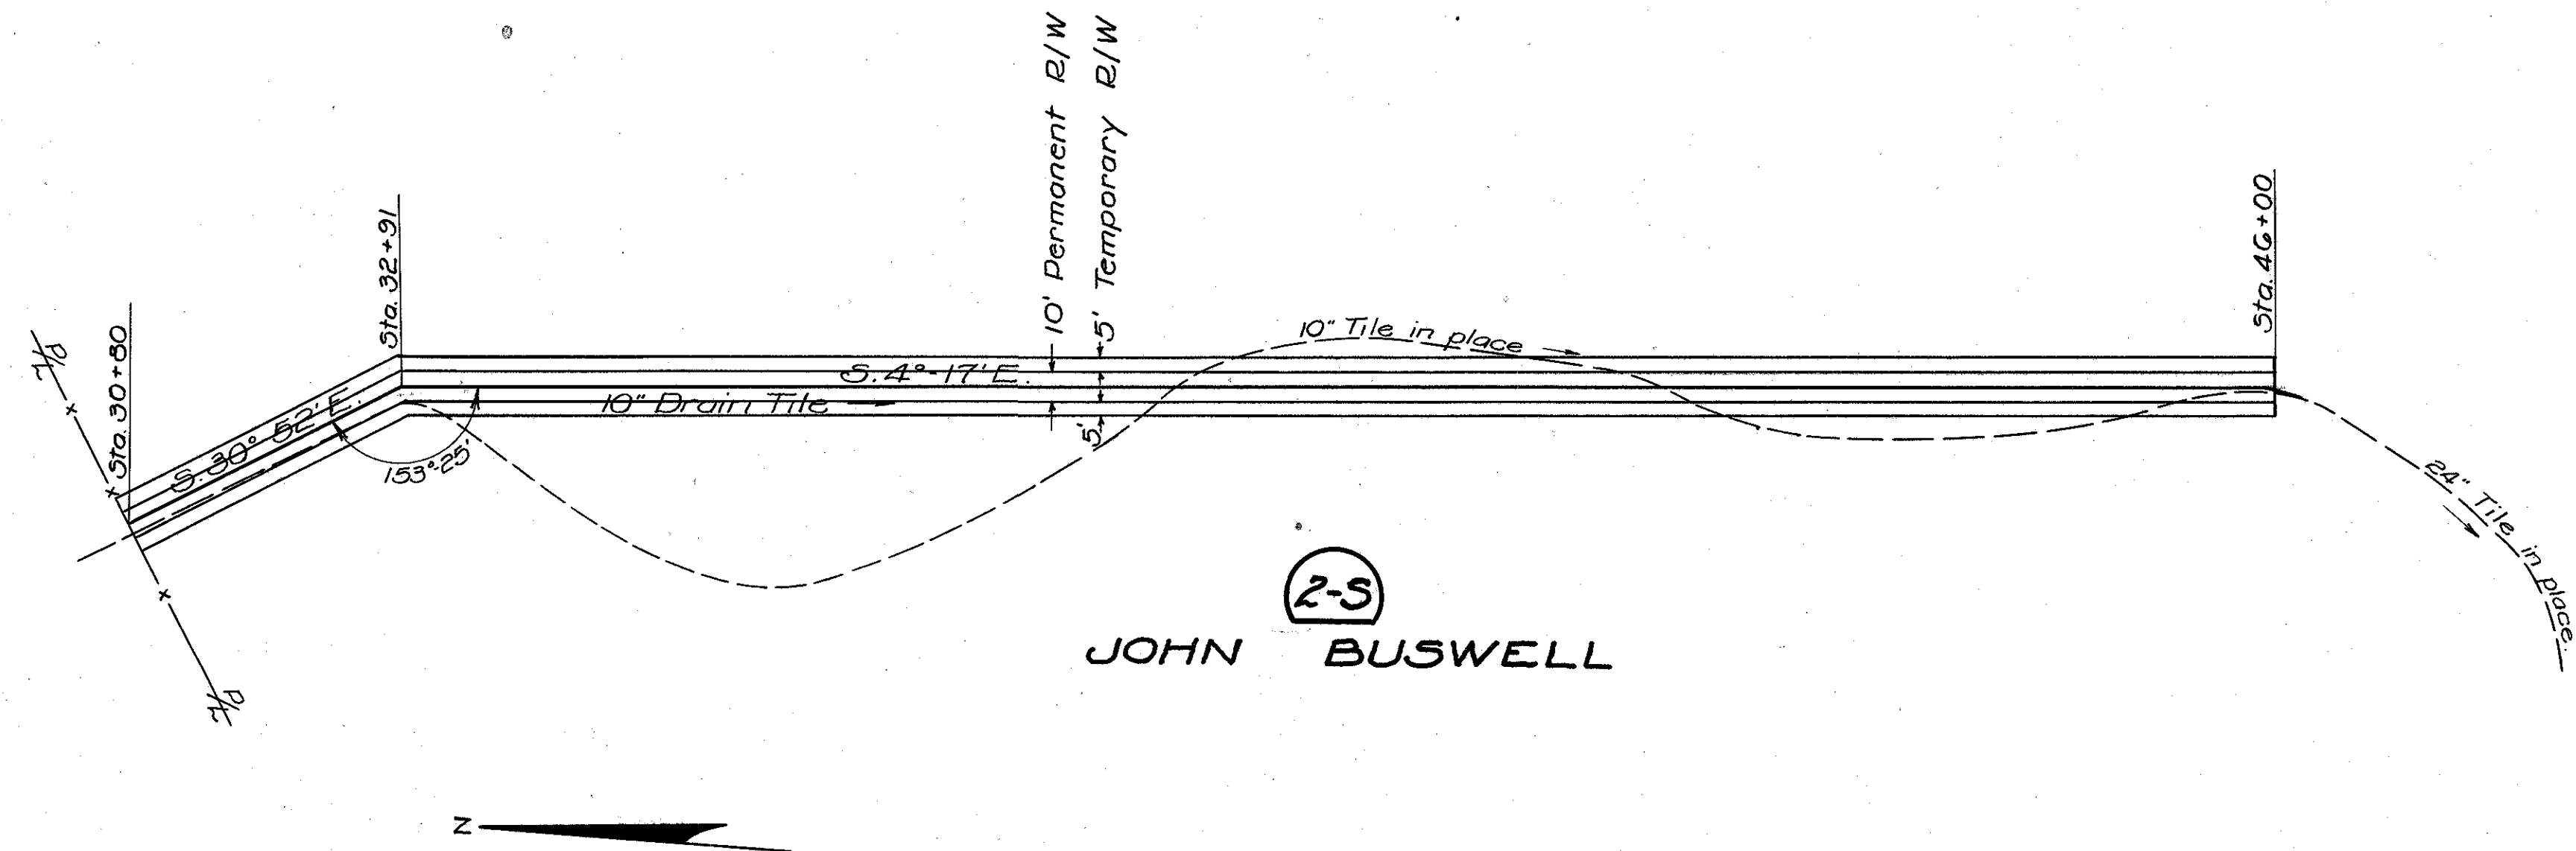 10' Permanent R/W
5' Temporary R/W
Sta. 30+80
Sta. 32+91
Sta. 46+00
P/L
S. 30° 52' E.
S. 4°-17' E.
10" Drain Tile
153°-25'
5'
10" Tile in place
24" Tile in place
P/L
2-S
JOHN BUSWELL
N